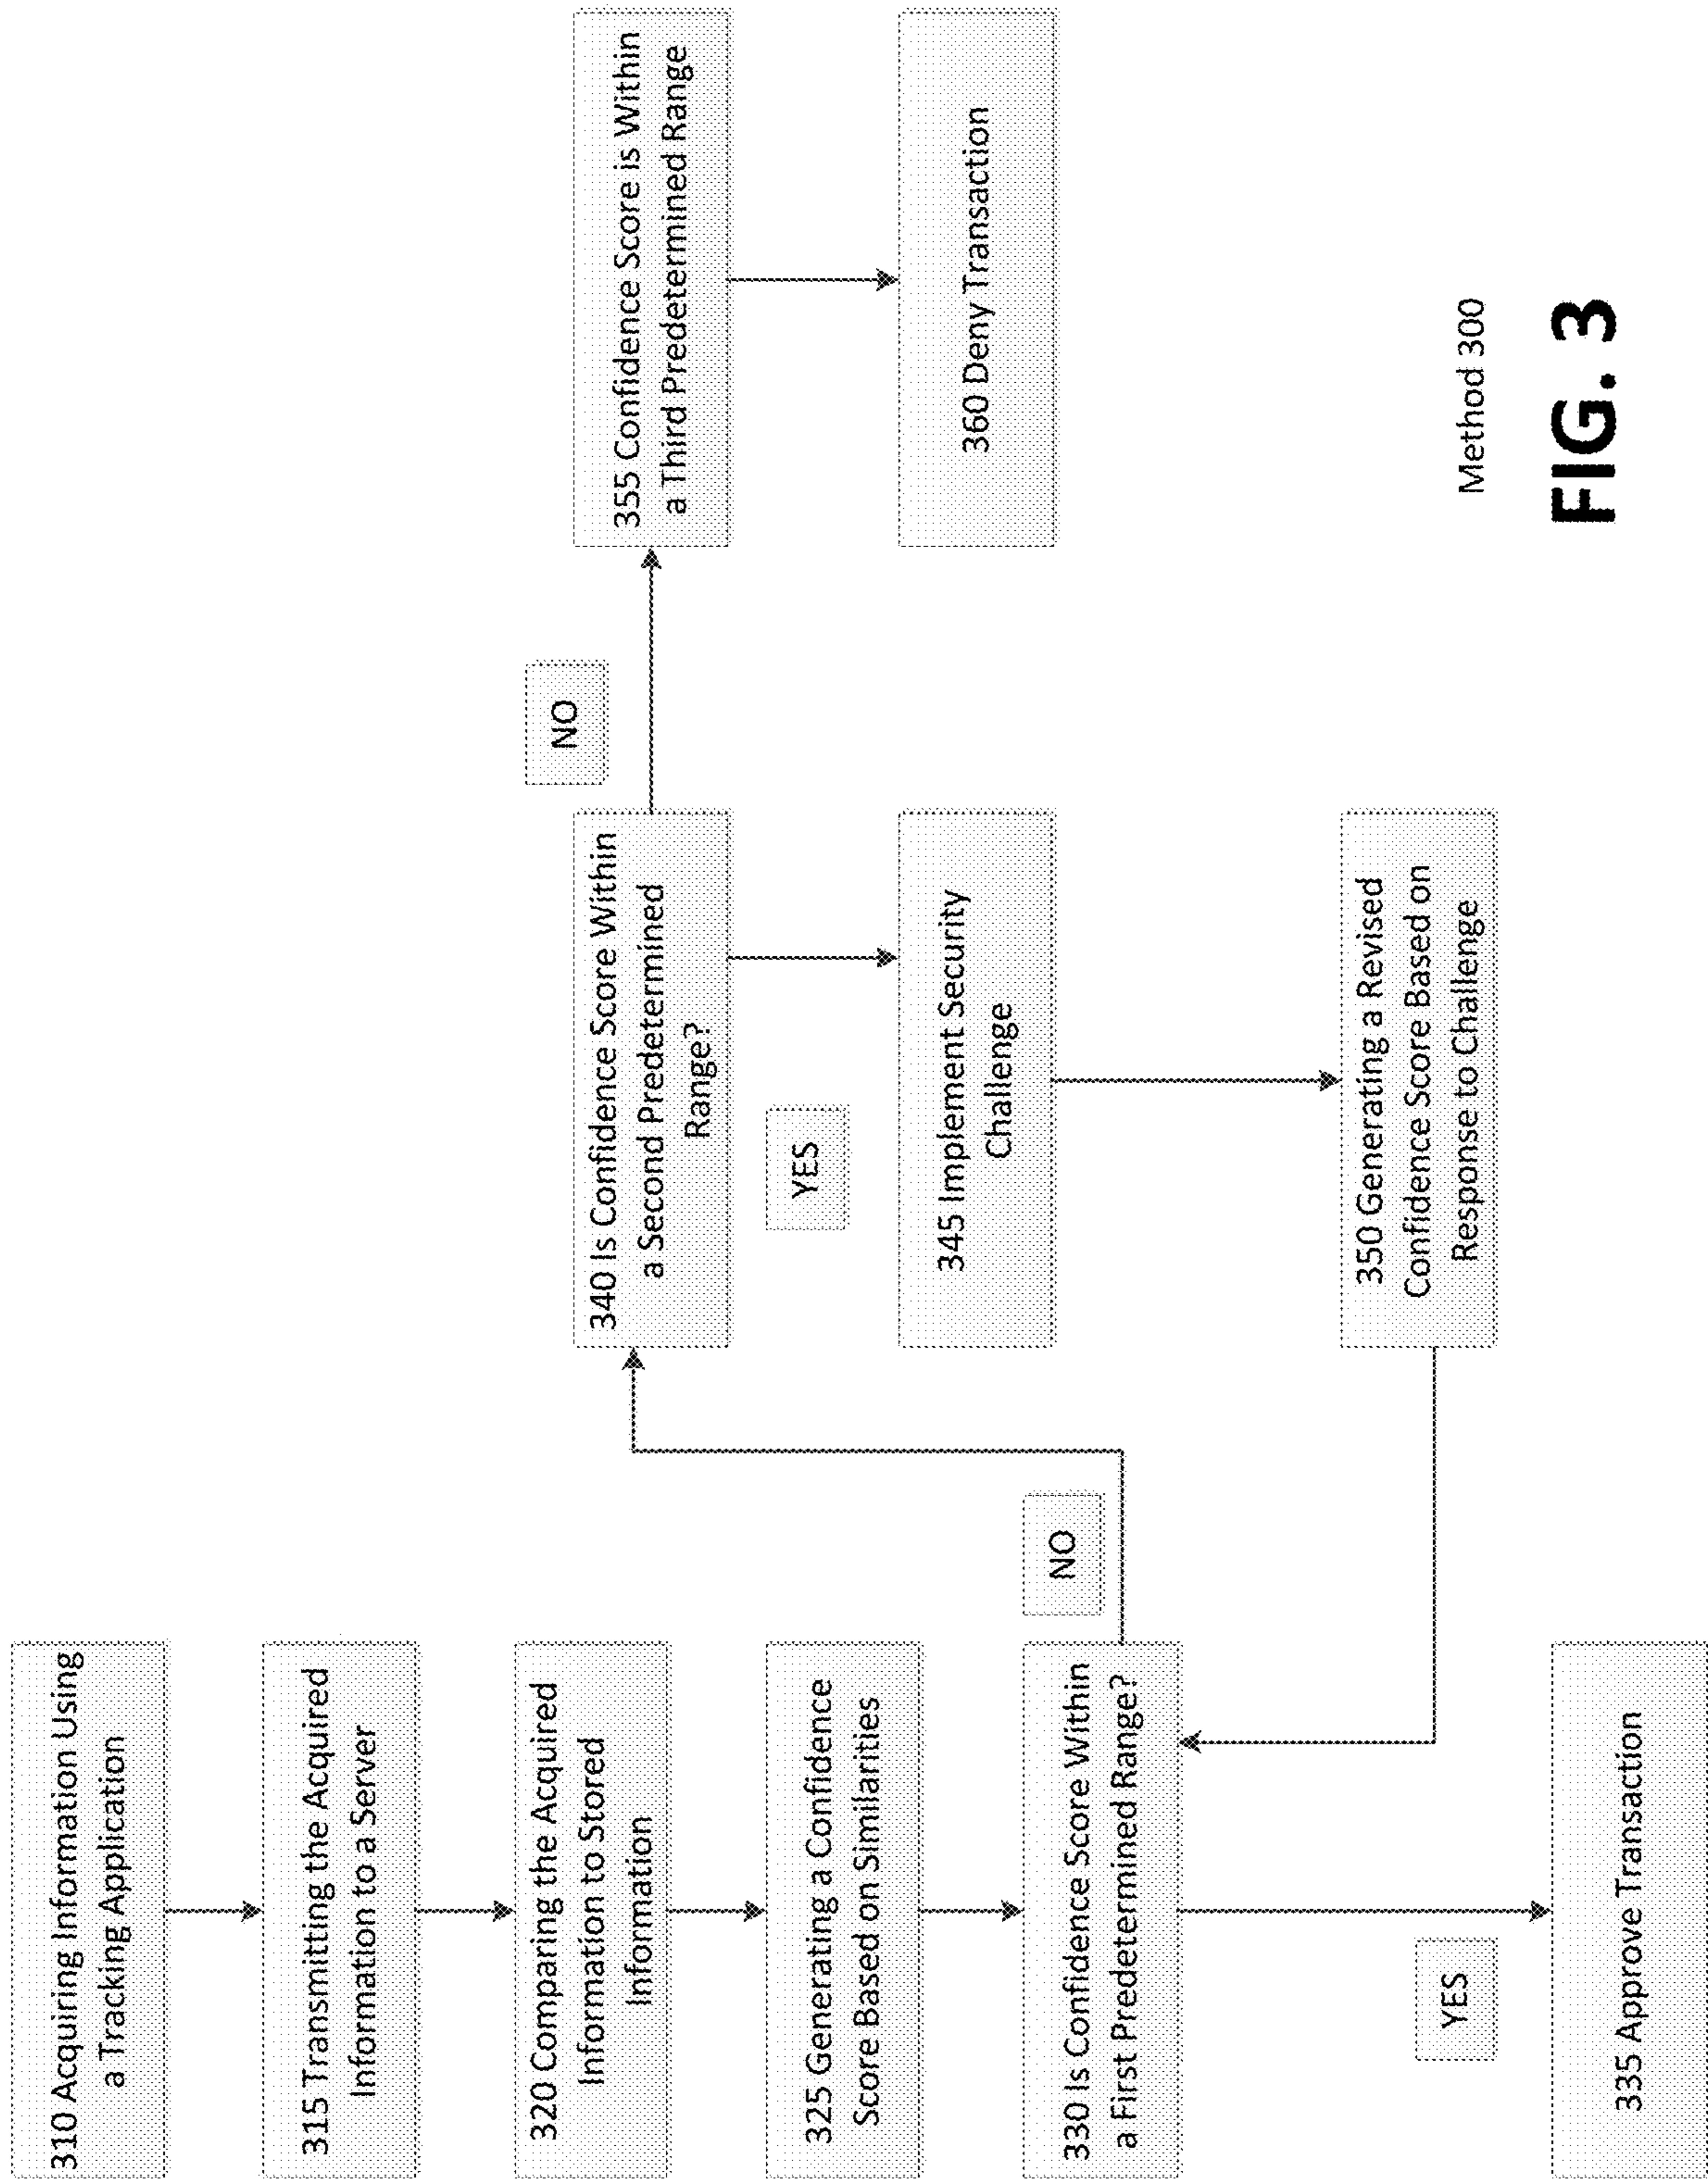 310 Acquiring Information Using
a Tracking Application
315 Transmitting the Acquired
Information to a Server
320 Comparing the Acquired
Information to Stored
Information
325 Generating a Confidence
Score Based on Similarities
330 Is Confidence Score Within
a First Predetermined Range?
NO
YES
335 Approve Transaction
340 Is Confidence Score Within
a Second Predetermined
Range?
NO
YES
345 Implement Security
Challenge
350 Generating a Revised
Confidence Score Based on
Response to Challenge
355 Confidence Score is Within
a Third Predetermined Range
360 Deny Transaction
Method 300
FIG. 3